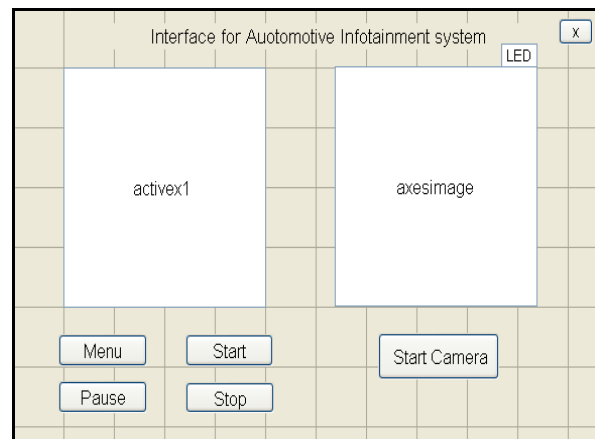 Interface for Auotomotive Infotainment system
x
LED
activex1
axesimage
Menu
Start
Start Camera
Pause
Stop